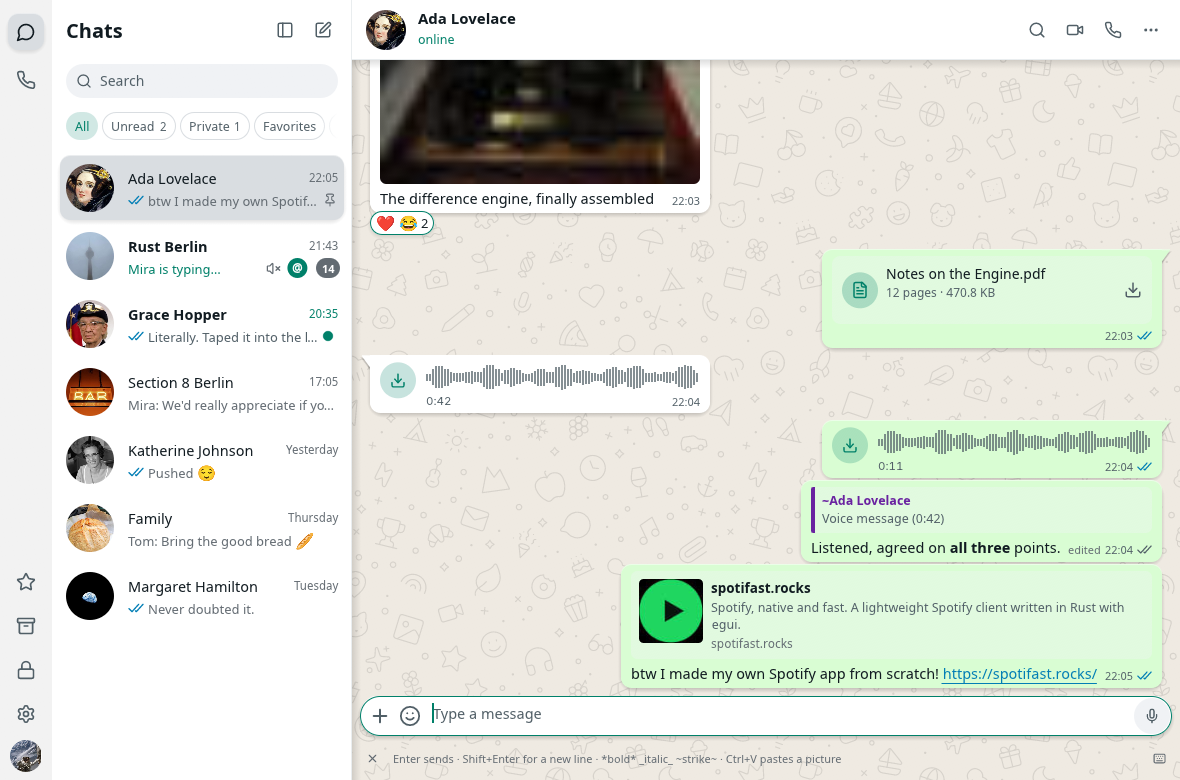 Chats
Search
All
Unread 2
Private 1
Favorites
Ada Lovelace
22:05
btw I made my own Spotif...
Rust Berlin
21:43
Mira is typing...
@
14
Grace Hopper
20:35
Literally. Taped it into the l...
Section 8 Berlin
17:05
Mira: We'd really appreciate if yo...
BAR
Katherine Johnson
Yesterday
Pushed 😌
Family
Thursday
Tom: Bring the good bread 🥖
Margaret Hamilton
Tuesday
Never doubted it.
Ada Lovelace
online
The difference engine, finally assembled
22:03
❤️ 😂 2
Notes on the Engine.pdf
12 pages · 470.8 KB
22:03
0:42
22:04
0:11
22:04
~Ada Lovelace
Voice message (0:42)
Listened, agreed on all three points.
edited 22:04
spotifast.rocks
Spotify, native and fast. A lightweight Spotify client written in Rust with
egui.
spotifast.rocks
btw I made my own Spotify app from scratch! https://spotifast.rocks/
22:05
Type a message
Enter sends · Shift+Enter for a new line · *bold* _italic_ ~strike~ · Ctrl+V pastes a picture